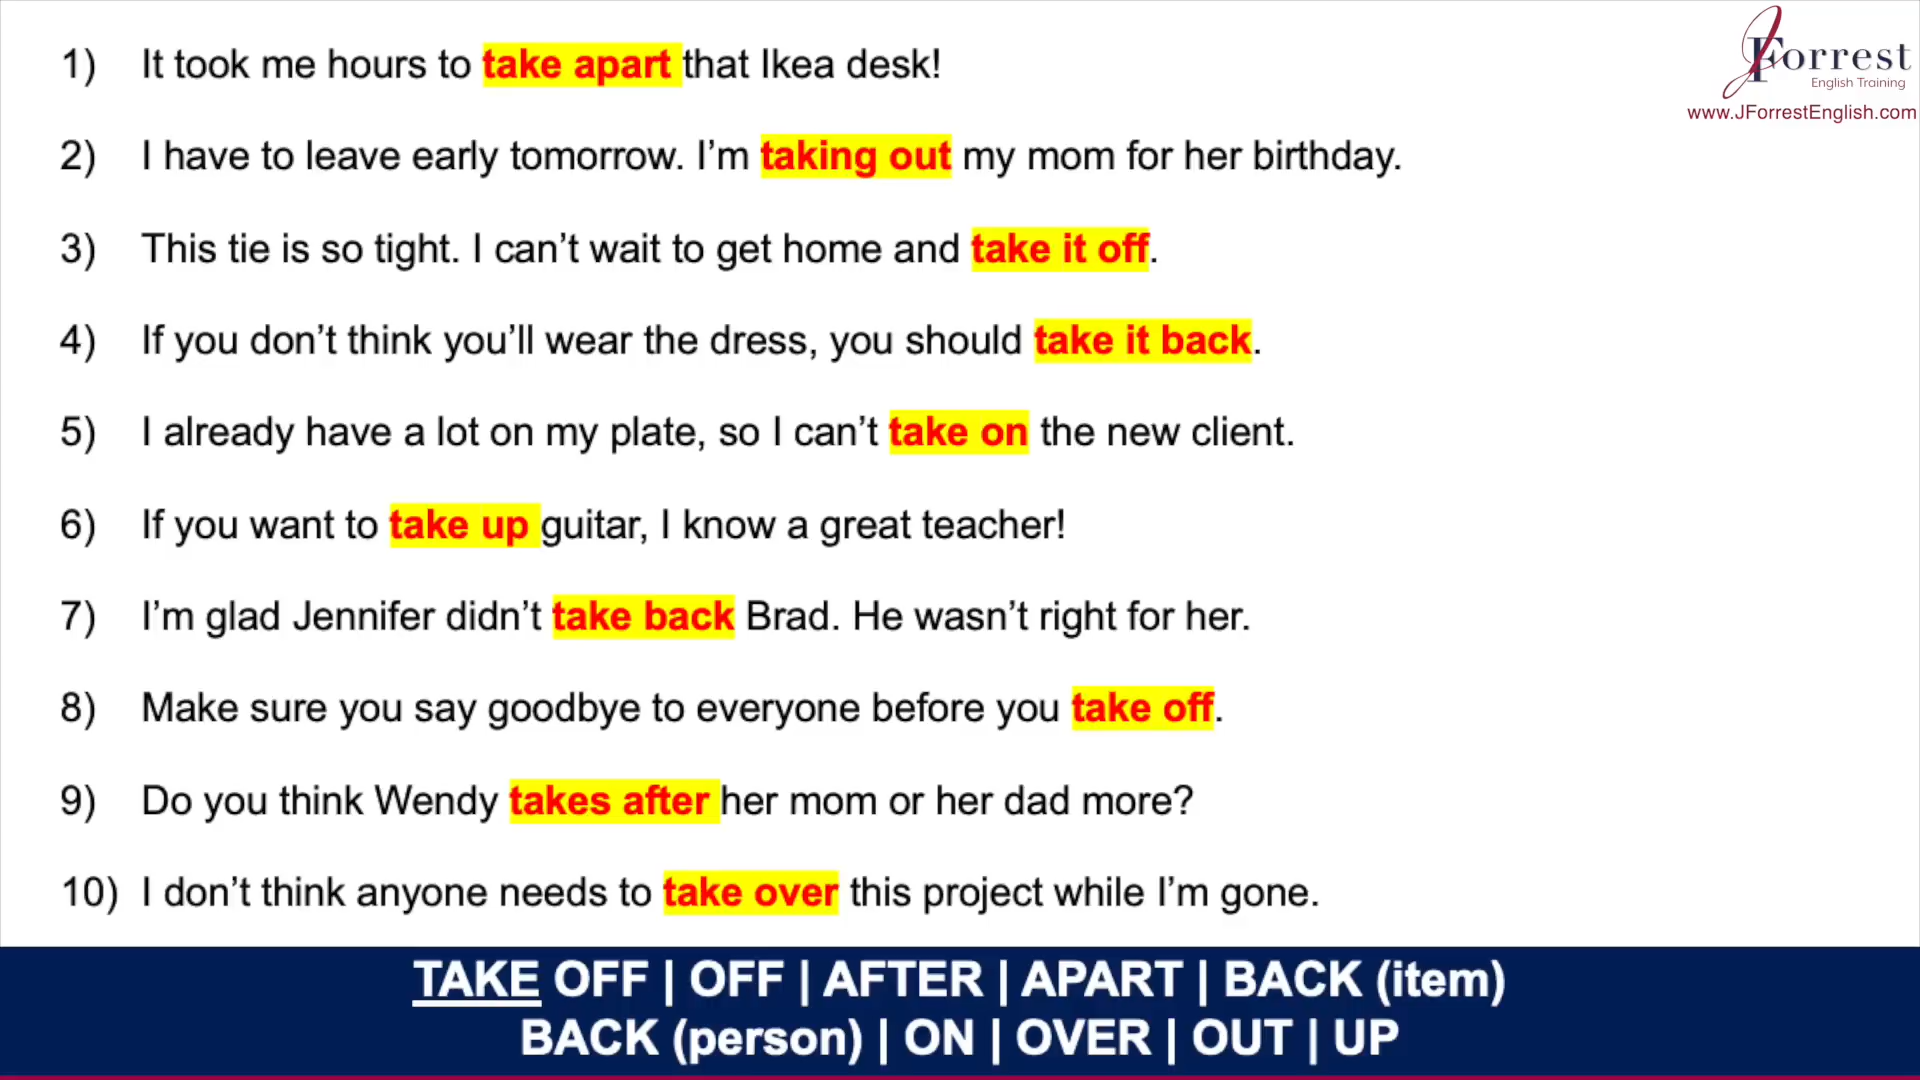 JForrest
English Training
www.JForrestEnglish.com
1) It took me hours to take apart that Ikea desk!
2) I have to leave early tomorrow. I’m taking out my mom for her birthday.
3) This tie is so tight. I can’t wait to get home and take it off.
4) If you don’t think you’ll wear the dress, you should take it back.
5) I already have a lot on my plate, so I can’t take on the new client.
6) If you want to take up guitar, I know a great teacher!
7) I’m glad Jennifer didn’t take back Brad. He wasn’t right for her.
8) Make sure you say goodbye to everyone before you take off.
9) Do you think Wendy takes after her mom or her dad more?
10) I don’t think anyone needs to take over this project while I’m gone.
TAKE OFF | OFF | AFTER | APART | BACK (item)
BACK (person) | ON | OVER | OUT | UP